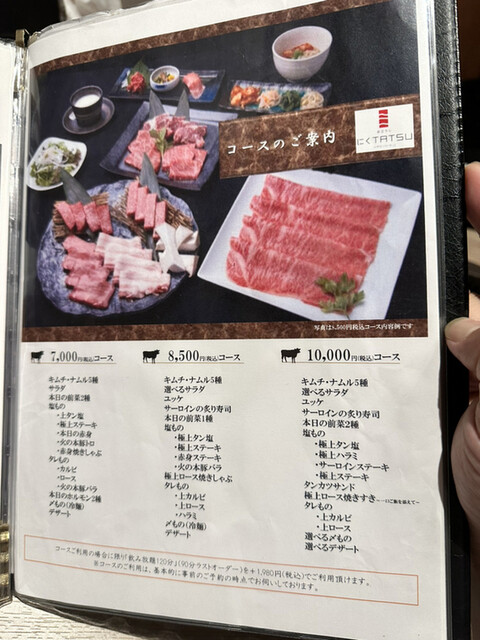 コースのご案内
にくTATSU
写真は8,500円税込コース内容例です
7,000円(税込)コース
キムチ・ナムル5種
サラダ
本日の前菜2種
塩もの
・上タン塩
・極上ステーキ
・本日の赤身
・火の本豚トロ
・赤身焼きしゃぶ
タレもの
・カルビ
・ロース
・火の本豚バラ
本日のホルモン2種
〆もの(冷麺)
デザート
8,500円(税込)コース
キムチ・ナムル5種
選べるサラダ
ユッケ
サーロインの炙り寿司
本日の前菜1種
塩もの
・極上タン塩
・極上ステーキ
・赤身ステーキ
・火の本豚バラ
極上ロース焼きしゃぶ
タレもの
・上カルビ
・上ロース
・ハラミ
〆もの(冷麺)
デザート
10,000円(税込)コース
キムチ・ナムル5種
選べるサラダ
ユッケ
サーロインの炙り寿司
本日の前菜2種
塩もの
・極上タン塩
・極上ハラミ
・サーロインステーキ
・極上ステーキ
タンカツサンド
極上ロース焼きすき
タレもの
・上カルビ
・上ロース
選べる〆もの
選べるデザート
コースご利用の場合に限り「飲み放題120分」(90分ラストオーダー)を+1,980円(税込)でご利用頂けます。
※コースのご利用は、基本的に事前のご予約の時点でお伺いしております。